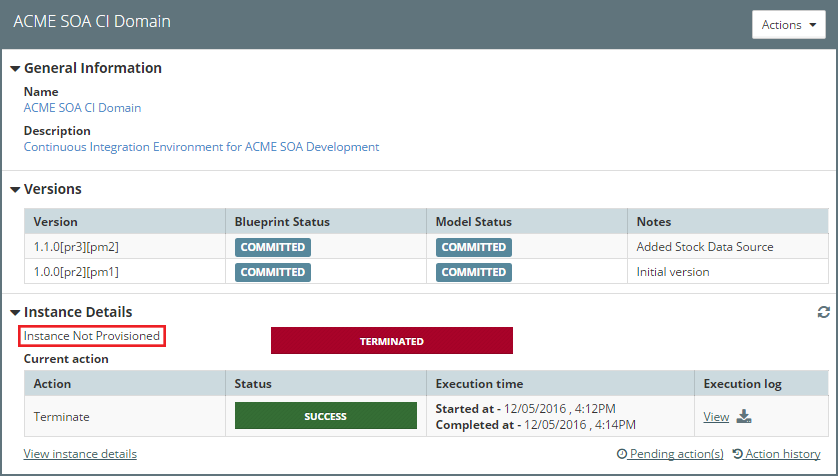 ACME SOA CI Domain
Actions
General Information
Name
ACME SOA CI Domain
Description
Continuous Integration Environment for ACME SOA Development
Versions
Version Blueprint Status Model Status Notes
1.1.0[pr3][pm2] COMMITTED COMMITTED Added Stock Data Source
1.0.0[pr2][pm1] COMMITTED COMMITTED Initial version
Instance Details
Instance Not Provisioned TERMINATED
Current action
Action Status Execution time Execution log
Terminate SUCCESS Started at - 12/05/2016 , 4:12PM View
Completed at - 12/05/2016 , 4:14PM
View instance details Pending action(s) Action history